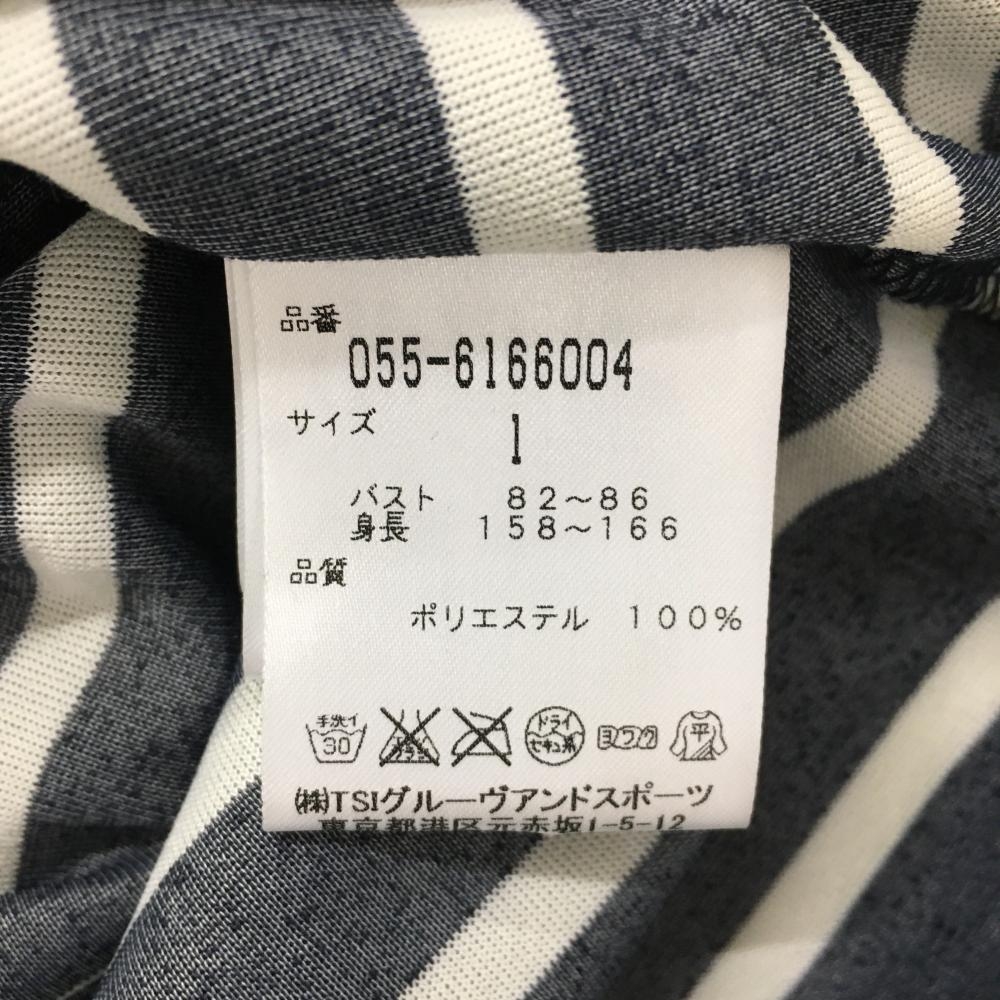 品番
055-6166004
サイズ 1
バスト 82~86
身長 158~166
品質
ポリエステル 100%
手洗イ 30 ドライ セキユ系 ヨワク 平
㈱TSIグルーヴアンドスポーツ
東京都港区元赤坂1-5-12